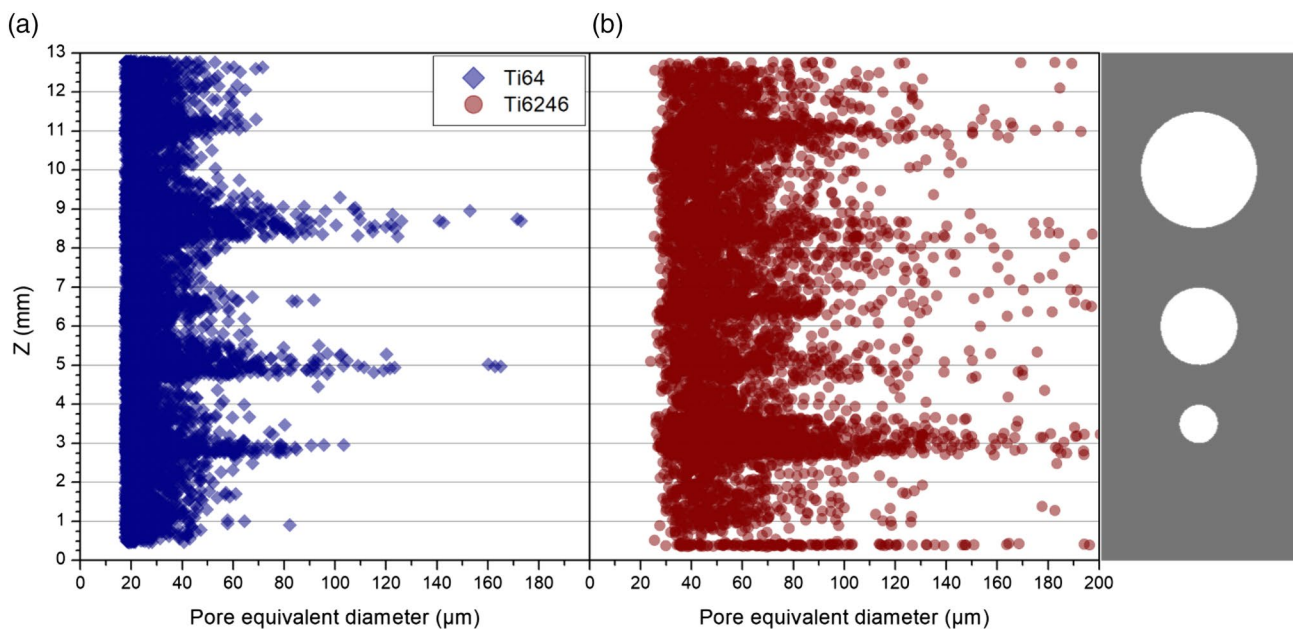 (a)
(b)
13
12
11
10
9
8
7
6
5
4
3
2
1
0
Z (mm)
Ti64
Ti6246
0 20 40 60 80 100 120 140 160 180
0 20 40 60 80 100 120 140 160 180 200
Pore equivalent diameter (µm)
Pore equivalent diameter (µm)